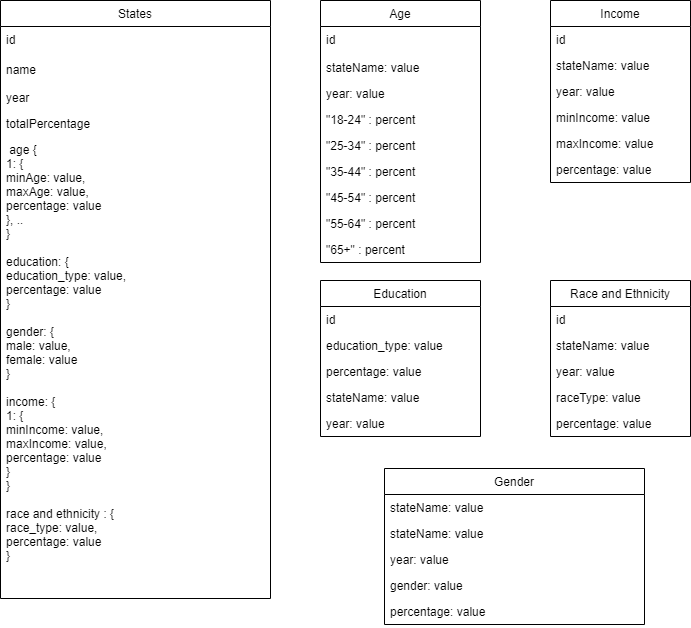 States
id
name
year
totalPercentage
age {
1: {
minAge: value,
maxAge: value,
percentage: value
}, ..
}
education: {
education_type: value,
percentage: value
}
gender: {
male: value,
female: value
}
income: {
1: {
minIncome: value,
maxIncome: value,
percentage: value
}
}
race and ethnicity : {
race_type: value,
percentage: value
}
Age
id
stateName: value
year: value
"18-24" : percent
"25-34" : percent
"35-44" : percent
"45-54" : percent
"55-64" : percent
"65+" : percent
Income
id
stateName: value
year: value
minIncome: value
maxIncome: value
percentage: value
Education
id
education_type: value
percentage: value
stateName: value
year: value
Race and Ethnicity
id
stateName: value
year: value
raceType: value
percentage: value
Gender
stateName: value
stateName: value
year: value
gender: value
percentage: value